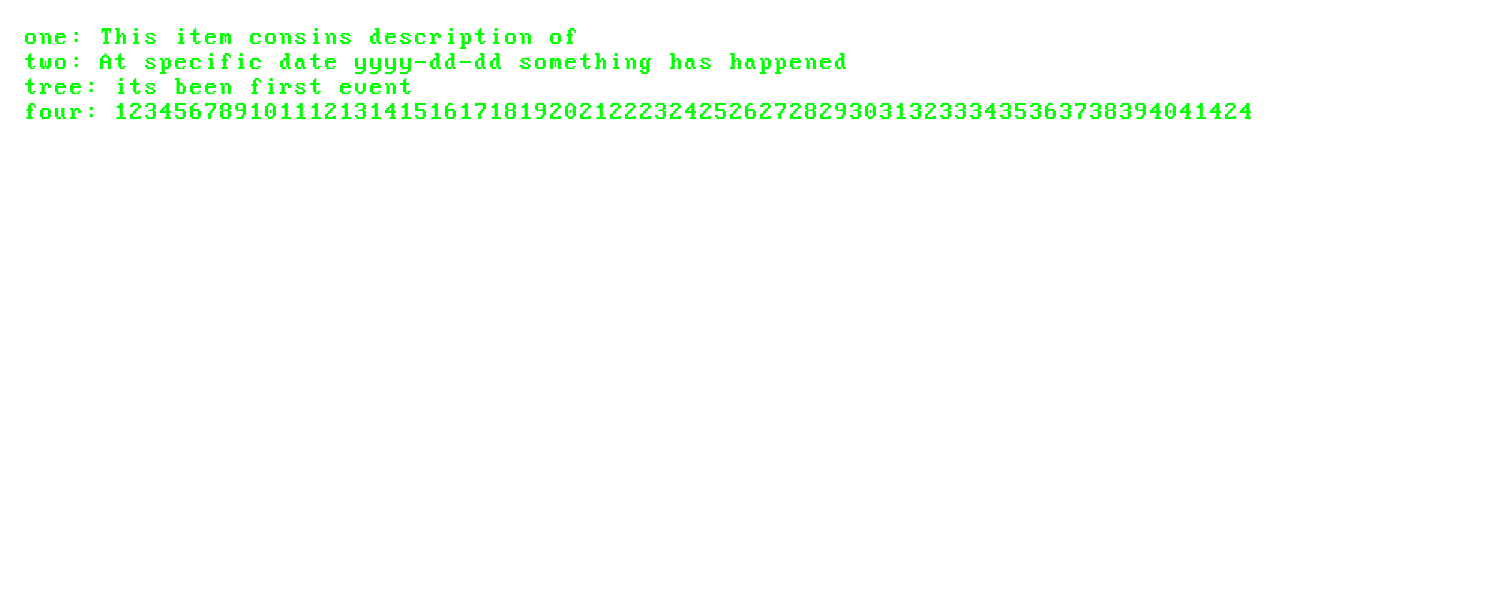 one: This item consins description of
two: At specific date yyyy-dd-dd something has happened
tree: its been first event
four: 1234567891011121314151617181920212223242526272829303132333435363738394041424